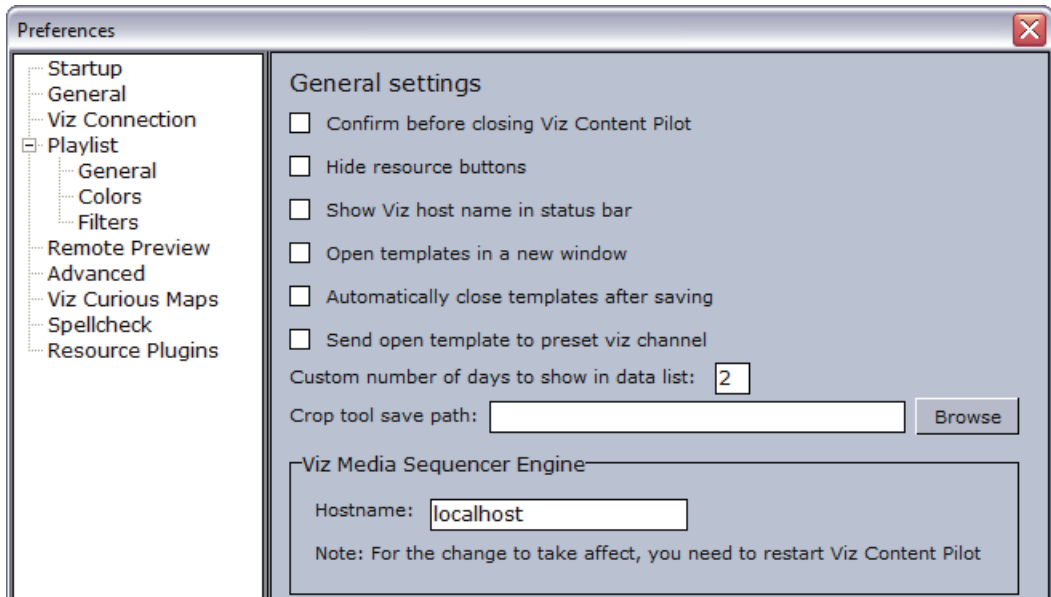 Preferences
Startup
General
Viz Connection
Playlist
General
Colors
Filters
Remote Preview
Advanced
Viz Curious Maps
Spellcheck
Resource Plugins
General settings
Confirm before closing Viz Content Pilot
Hide resource buttons
Show Viz host name in status bar
Open templates in a new window
Automatically close templates after saving
Send open template to preset viz channel
Custom number of days to show in data list: 2
Crop tool save path: Browse
Viz Media Sequencer Engine
Hostname: localhost
Note: For the change to take affect, you need to restart Viz Content Pilot